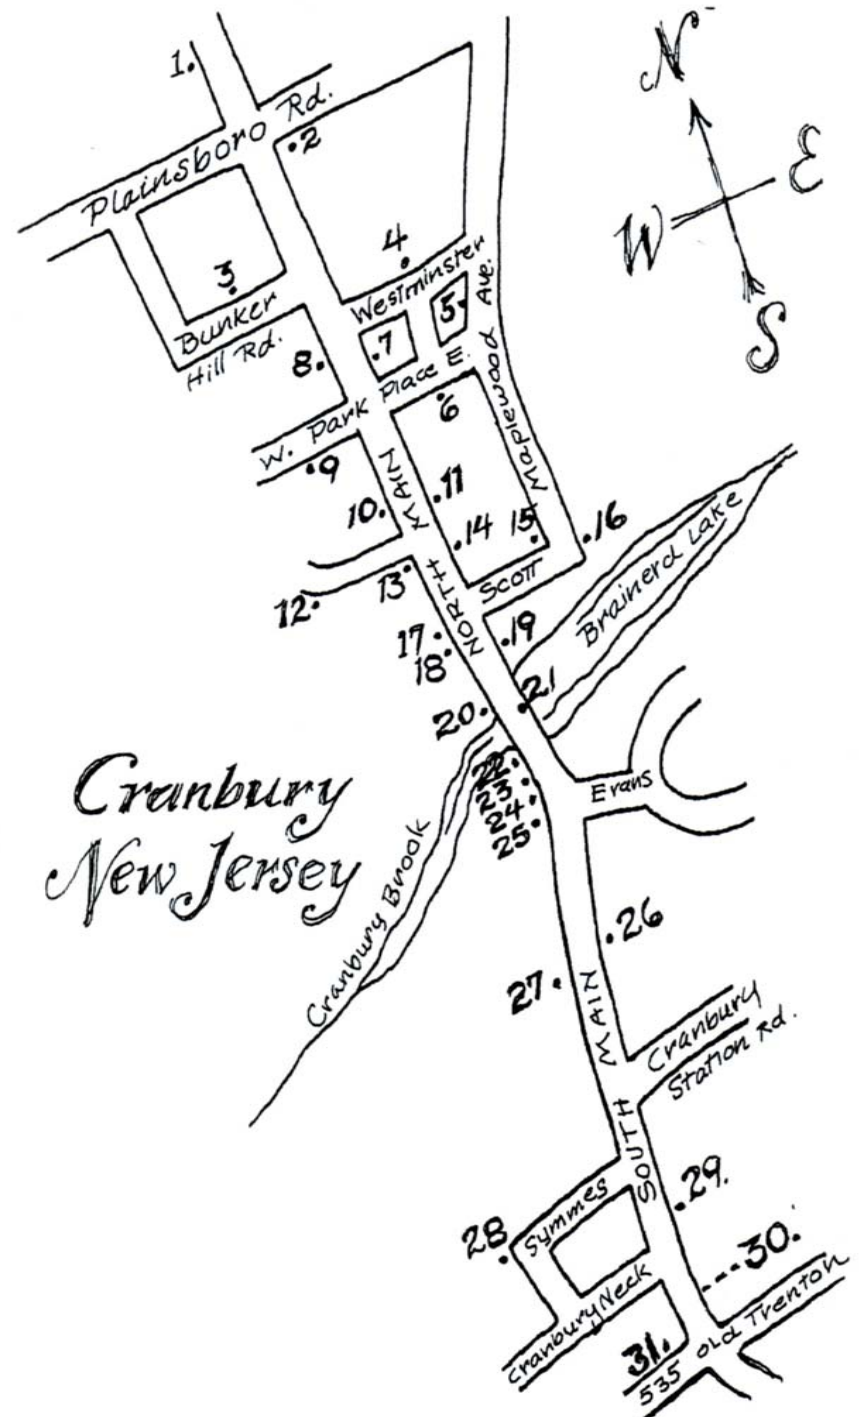 N
1.
Plainsboro Rd.
.2
E
W
4
3
Westminster
5
Bunker
Hill Rd.
S
7
8.
Maplewood Ave.
W. Park Place E.
6
9
11
10.
14
15
16
13
Scott
12.
NORTH MAIN
Brainerd Lake
17
19
18
21
20.
Cranbury
New Jersey
22
23
24
25
Evans
Cranbury Brook
26
27
SOUTH MAIN
Cranbury
Station Rd.
29.
28
Symmes
30.
Cranbury Neck
31.
535 Old Trenton